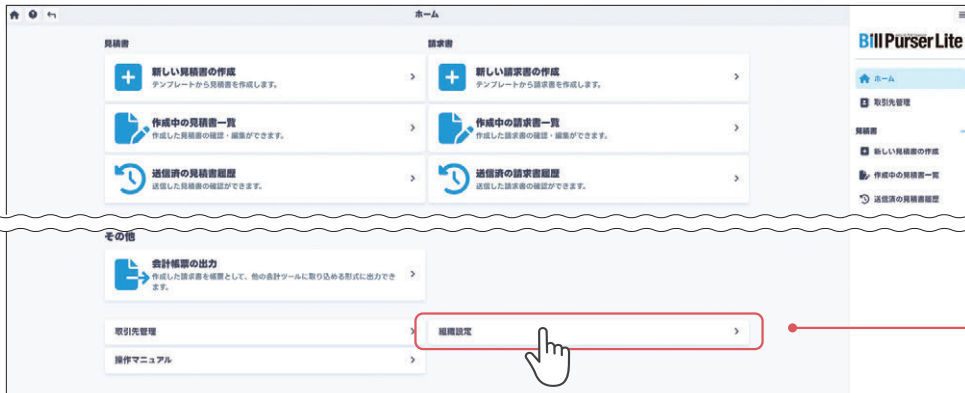 ホーム
見積書
新しい見積書の作成
テンプレートから見積書を作成します。
作成中の見積書一覧
作成した見積書の確認・編集ができます。
送信済の見積書履歴
送信した見積書の確認ができます。
請求書
新しい請求書の作成
テンプレートから請求書を作成します。
作成中の請求書一覧
作成した請求書の確認・編集ができます。
送信済の請求書履歴
送信した請求書の確認ができます。
その他
会計帳票の出力
作成した請求書を帳票として、他の会計ツールに取り込める形式に出力でき
ます。
取引先管理
組織設定
操作マニュアル
Bill Purser Lite
ホーム
取引先管理
見積書
新しい見積書の作成
作成中の見積書一覧
送信済の見積書履歴